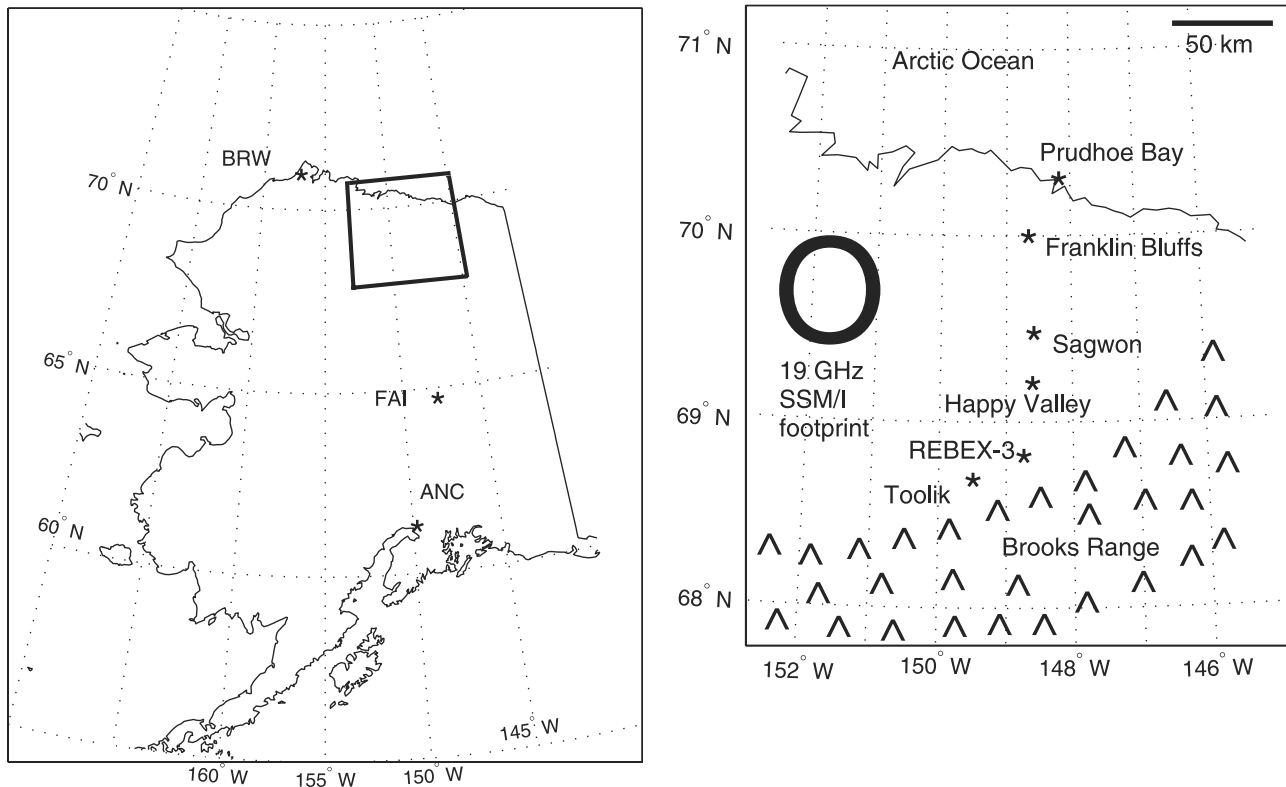 BRW
70° N
65° N
FAI
ANC
60° N
145° W
160° W
155° W
150° W
50 km
71° N
Arctic Ocean
Prudhoe Bay
70° N
Franklin Bluffs
Sagwon
19 GHz
SSM/I
footprint
Happy Valley
69° N
REBEX-3
Toolik
Brooks Range
68° N
152° W
150° W
148° W
146° W